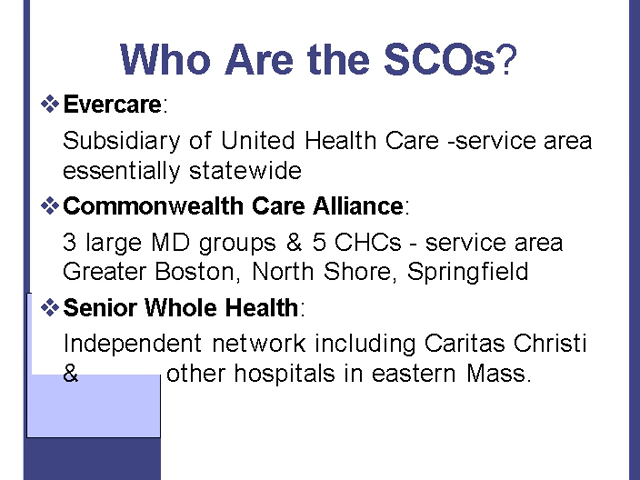 Who Are the SCOs?
❖Evercare:
Subsidiary of United Health Care -service area
essentially statewide
❖Commonwealth Care Alliance:
3 large MD groups & 5 CHCs - service area
Greater Boston, North Shore, Springfield
❖Senior Whole Health:
Independent network including Caritas Christi
& other hospitals in eastern Mass.